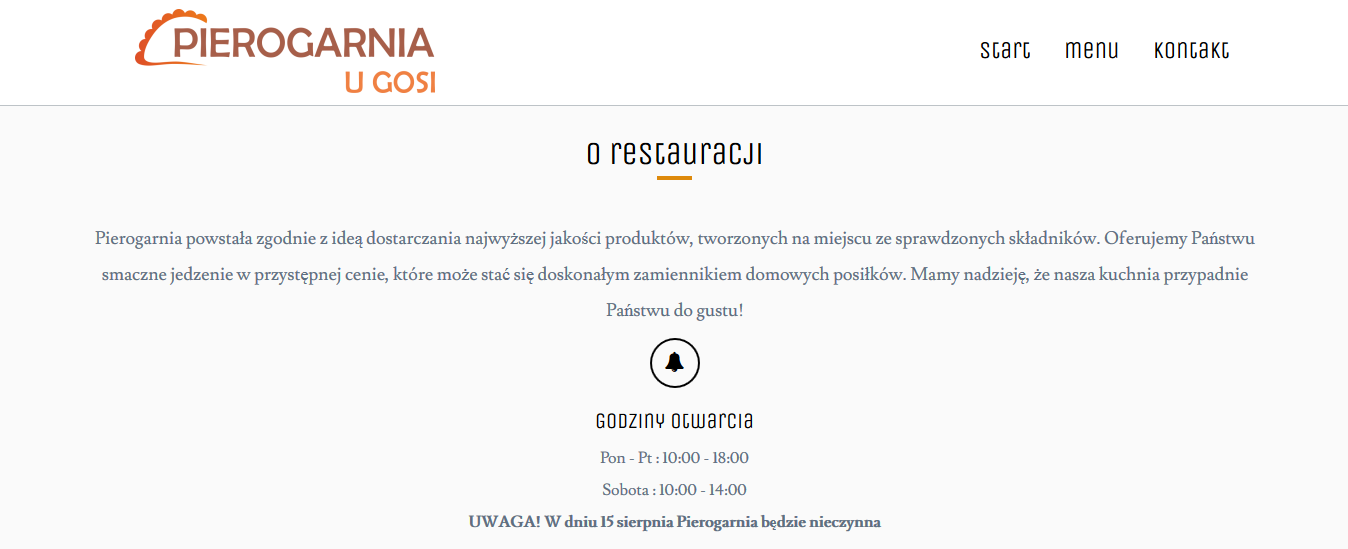 PIEROGARNIA
U GOSI
start menu kontakt
o restauracji
Pierogarnia powstała zgodnie z ideą dostarczania najwyższej jakości produktów, tworzonych na miejscu ze sprawdzonych składników. Oferujemy Państwu
smaczne jedzenie w przystępnej cenie, które może stać się doskonałym zamiennikiem domowych posiłków. Mamy nadzieję, że nasza kuchnia przypadnie
Państwu do gustu!
Godziny otwarcia
Pon - Pt : 10:00 - 18:00
Sobota : 10:00 - 14:00
UWAGA! W dniu 15 sierpnia Pierogarnia będzie nieczynna